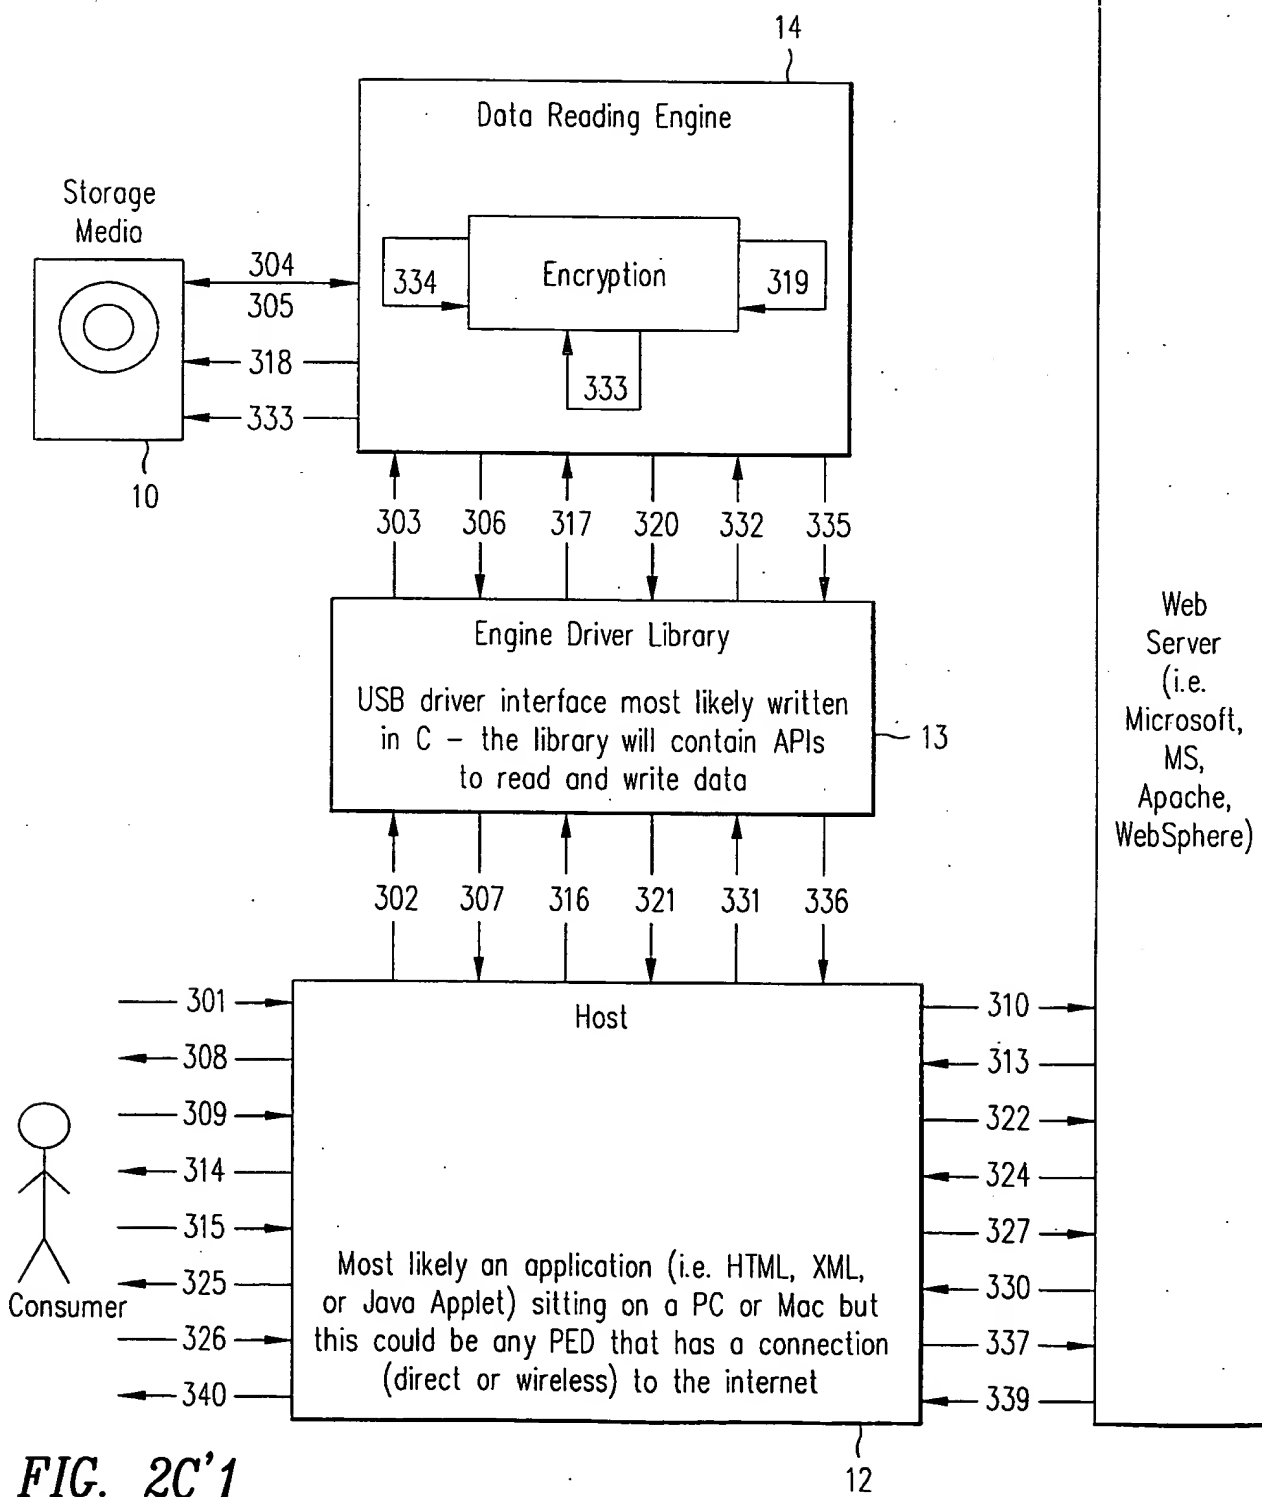 14
Data Reading Engine
Storage
Media
304
305
318
333
10
334
Encryption
319
333
303
306
317
320
332
335
Engine Driver Library
USB driver interface most likely written
in C – the library will contain APIs
to read and write data
13
Web
Server
(i.e.
Microsoft,
MS,
Apache,
WebSphere)
302
307
316
321
331
336
Host
301
308
309
314
315
325
326
340
Consumer
310
313
322
324
327
330
337
339
Most likely an application (i.e. HTML, XML,
or Java Applet) sitting on a PC or Mac but
this could be any PED that has a connection
(direct or wireless) to the internet
12
FIG. 2C'1